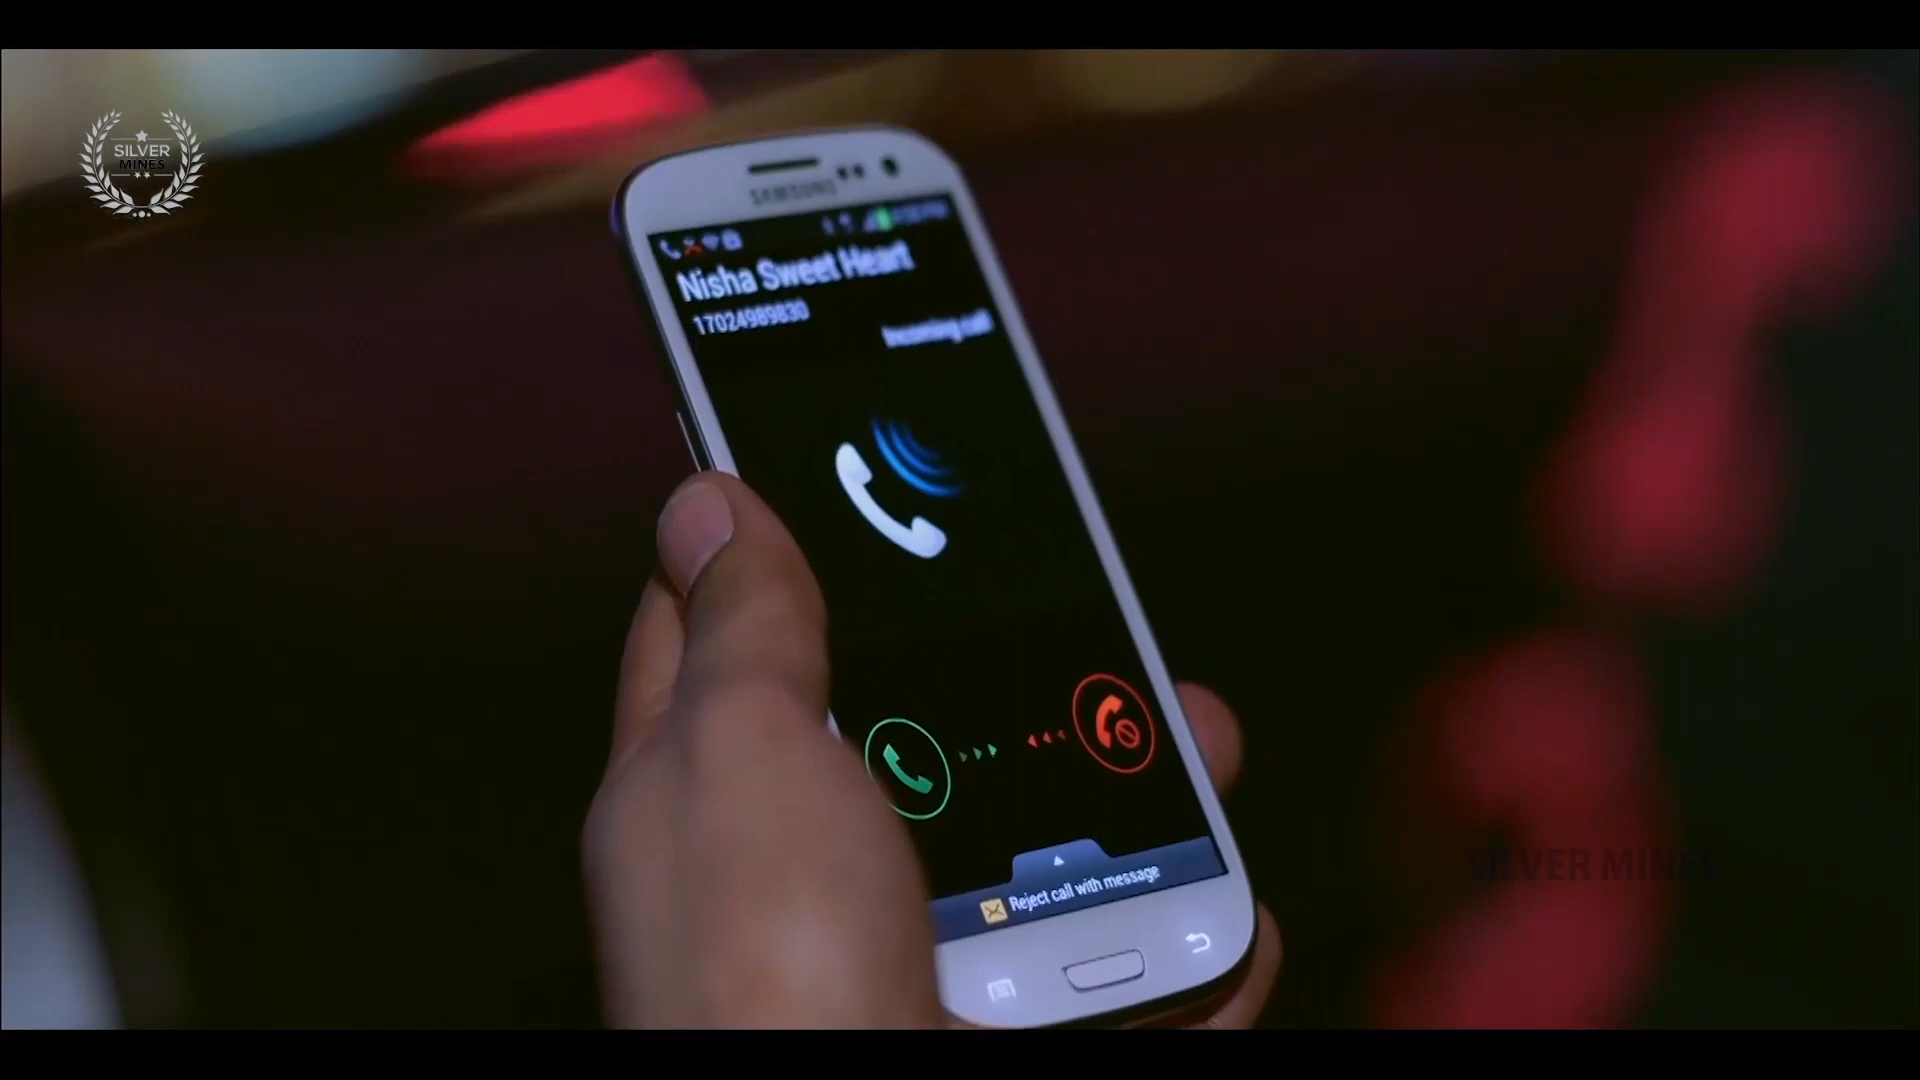 SILVER
MINES
SAMSUNG
Nisha Sweet Heart
17024989830
Incoming call
Reject call with message
SILVER MINES